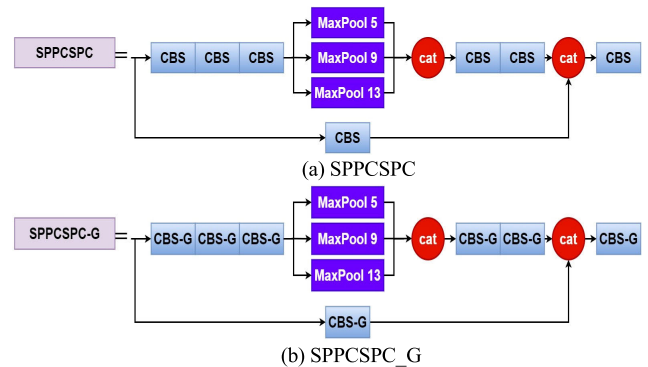 MaxPool 5
SPPCSPC
CBS CBS CBS
MaxPool 9
cat
CBS CBS
cat
CBS
MaxPool 13
CBS
(a) SPPCSPC
MaxPool 5
SPPCSPC-G
CBS-G CBS-G CBS-G
MaxPool 9
cat
CBS-G CBS-G
cat
CBS-G
MaxPool 13
CBS-G
(b) SPPCSPC_G